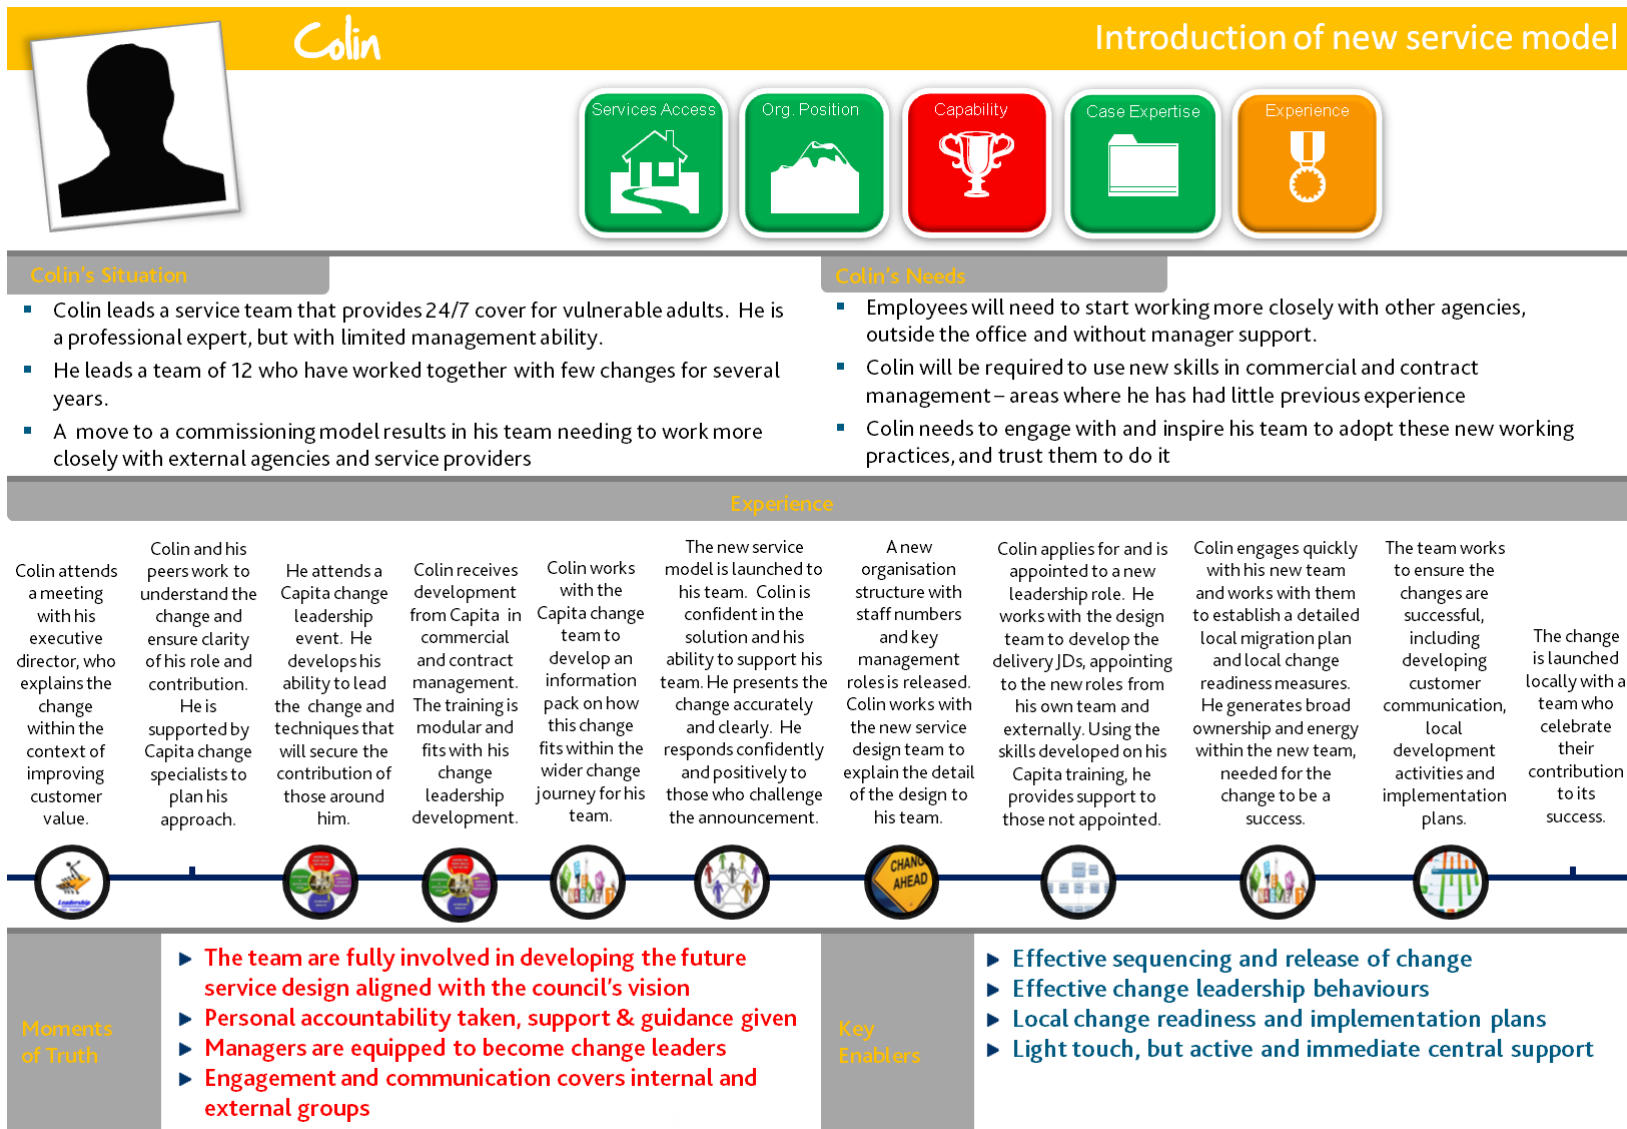 Colin
Introduction of new service model
Services Access
Org. Position
Capability
Case Expertise
Experience
Colin's Situation
Colin leads a service team that provides 24/7 cover for vulnerable adults. He is
a professional expert, but with limited management ability.
He leads a team of 12 who have worked together with few changes for several
years.
A move to a commissioning model results in his team needing to work more
closely with external agencies and service providers
Colin's Needs
Employees will need to start working more closely with other agencies,
outside the office and without manager support.
Colin will be required to use new skills in commercial and contract
management – areas where he has had little previous experience
Colin needs to engage with and inspire his team to adopt these new working
practices, and trust them to do it
Experience
Colin attends
a meeting
with his
executive
director, who
explains the
change
within the
context of
improving
customer
value.
Colin and his
peers work to
understand the
change and
ensure clarity
of his role and
contribution.
He is
supported by
Capita change
specialists to
plan his
approach.
He attends a
Capita change
leadership
event. He
develops his
ability to lead
the change and
techniques that
will secure the
contribution of
those around
him.
Colin receives
development
from Capita in
commercial
and contract
management.
The training is
modular and
fits with his
change
leadership
development.
Colin works
with the
Capita change
team to
develop an
information
pack on how
this change
fits within the
wider change
journey for his
team.
The new service
model is launched to
his team. Colin is
confident in the
solution and his
ability to support his
team. He presents the
change accurately
and clearly. He
responds confidently
and positively to
those who challenge
the announcement.
A new
organisation
structure with
staff numbers
and key
management
roles is released.
Colin works with
the new service
design team to
explain the detail
of the design to
his team.
Colin applies for and is
appointed to a new
leadership role. He
works with the design
team to develop the
delivery JDs, appointing
to the new roles from
his own team and
externally. Using the
skills developed on his
Capita training, he
provides support to
those not appointed.
Colin engages quickly
with his new team
and works with them
to establish a detailed
local migration plan
and local change
readiness measures.
He generates broad
ownership and energy
within the new team,
needed for the
change to be a
success.
The team works
to ensure the
changes are
successful,
including
developing
customer
communication,
local
development
activities and
implementation
plans.
The change
is launched
locally with a
team who
celebrate
their
contribution
to its
success.
Leadership
CHANG
AHEAD
Moments
of Truth
The team are fully involved in developing the future
service design aligned with the council's vision
Personal accountability taken, support & guidance given
Managers are equipped to become change leaders
Engagement and communication covers internal and
external groups
Key
Enablers
Effective sequencing and release of change
Effective change leadership behaviours
Local change readiness and implementation plans
Light touch, but active and immediate central support